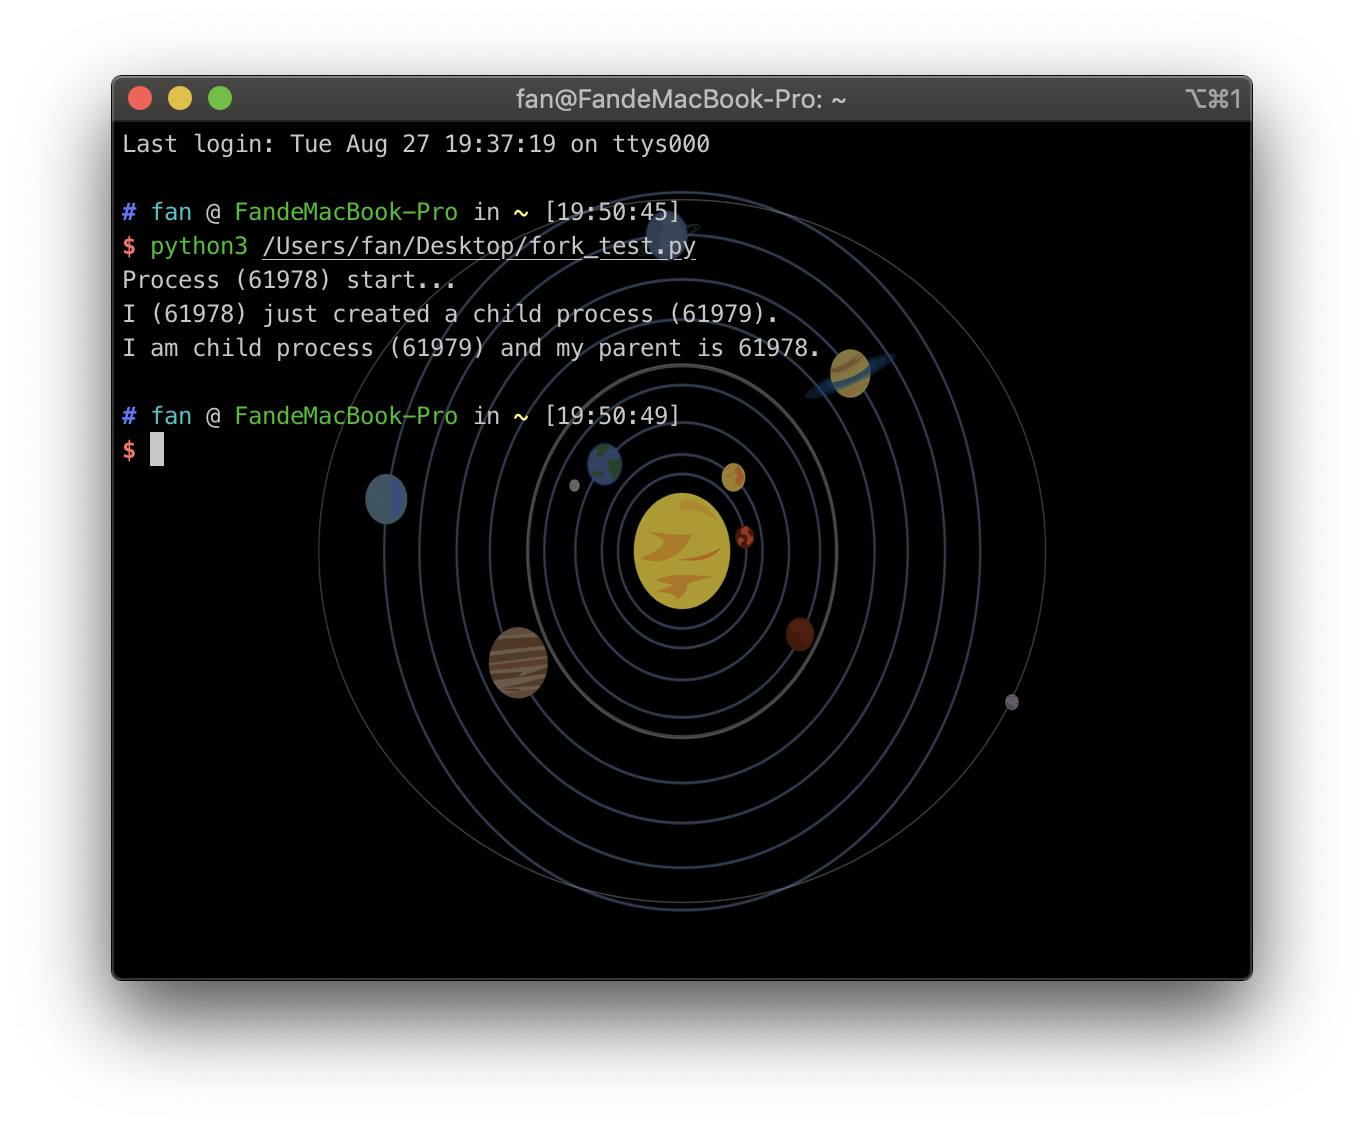 fan@FandeMacBook-Pro: ~
⌥⌘1
Last login: Tue Aug 27 19:37:19 on ttys000
# fan @ FandeMacBook-Pro in ~ [19:50:45]
$ python3 /Users/fan/Desktop/fork_test.py
Process (61978) start...
I (61978) just created a child process (61979).
I am child process (61979) and my parent is 61978.
# fan @ FandeMacBook-Pro in ~ [19:50:49]
$